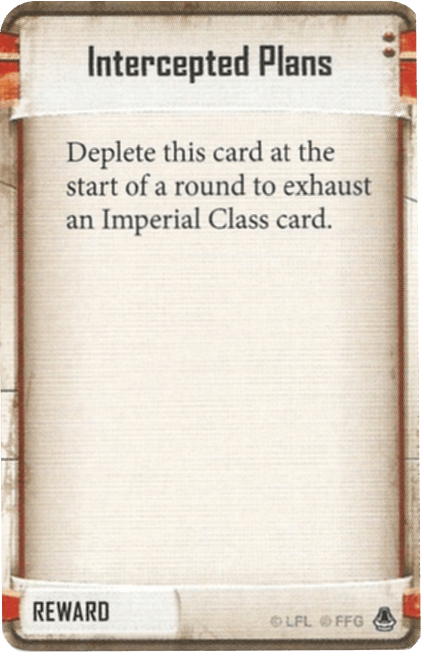 Intercepted Plans
Deplete this card at the
start of a round to exhaust
an Imperial Class card.
REWARD
© LFL © FFG